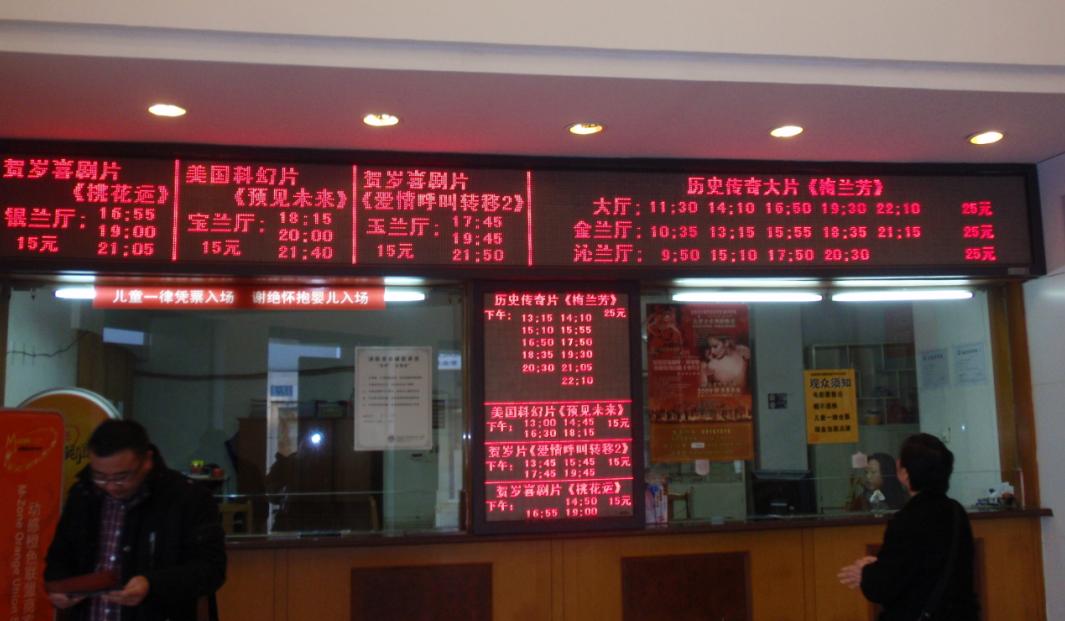 贺岁喜剧片
《桃花运》
银兰厅：16:55
19:00
15元 21:05
美国科幻片
《预见未来》
宝兰厅：18:15
20:00
15元 21:40
贺岁喜剧片
《爱情呼叫转移2》
玉兰厅：17:45
19:45
15元 21:50
历史传奇大片《梅兰芳》
大厅：11:30 14:10 16:50 19:30 22:10 25元
金兰厅：10:35 13:15 15:55 18:35 21:15 25元
沁兰厅：9:50 15:10 17:50 20:30 25元
儿童一律凭票入场 谢绝怀抱婴儿入场
历史传奇片《梅兰芳》
下午：13:15 14:10 25元
15:10 15:55
16:50 17:50
18:35 19:30
20:30 21:05
22:10
美国科幻片《预见未来》
下午：13:00 14:45 15元
16:30 18:15
贺岁片《爱情呼叫转移2》
下午：13:45 15:45 15元
17:45 19:45
贺岁喜剧片《桃花运》
下午：14:50 15元
16:55 19:00
观众须知
动感橙色联盟
M-Zone Orange Union